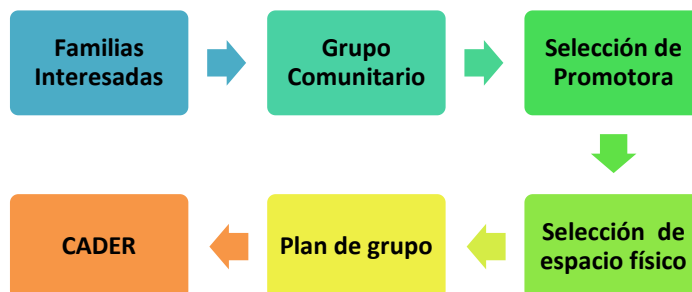 Familias
Interesadas
Grupo
Comunitario
Selección de
Promotora
Selección de
espacio físico
Plan de grupo
CADER